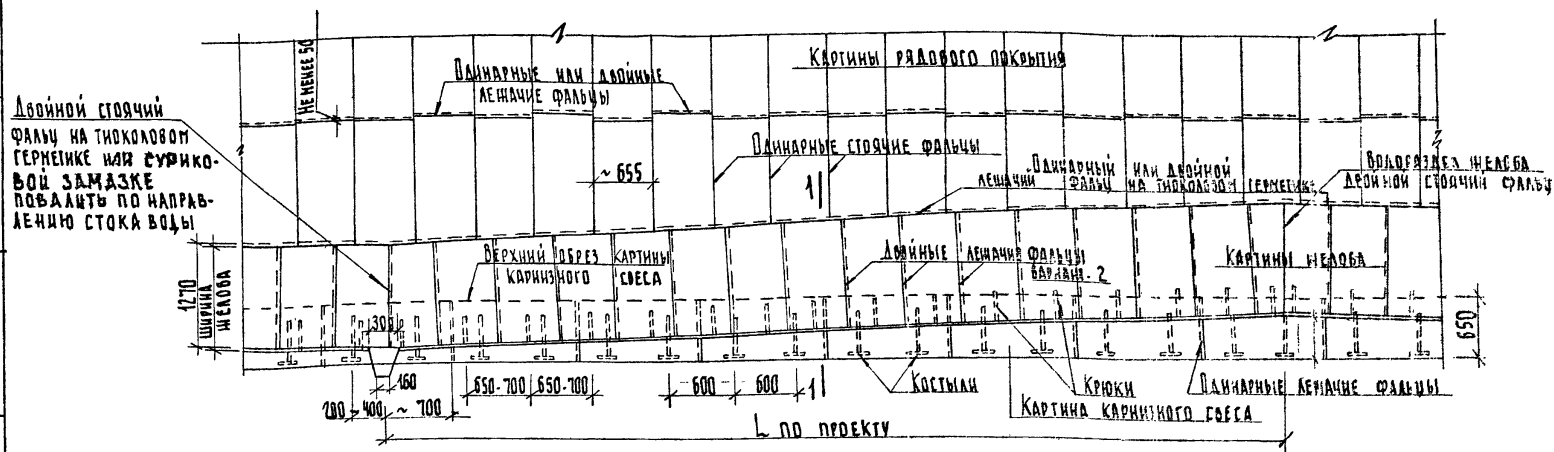 НЕ МЕНЕЕ 50
КАРТИНЫ РЯДОВОГО ПОКРЫТИЯ
ОДИНАРНЫЕ ИЛИ ДВОЙНЫЕ
ЛЕЖАЧИЕ ФАЛЬЦЫ
ДВОЙНОЙ СТОЯЧИЙ
ФАЛЬЦ НА ТИОКОЛОВОМ
ГЕРМЕТИКЕ ИЛИ СУРИКО-
ВОЙ ЗАМАЗКЕ
ПОВАЛИТЬ ПО НАПРАВ-
ЛЕНИЮ СТОКА ВОДЫ
ОДИНАРНЫЕ СТОЯЧИЕ ФАЛЬЦЫ
~ 655
1
ОДИНАРНЫЙ ИЛИ ДВОЙНОЙ
ЛЕЖАЧИЙ ФАЛЬЦ НА ТИОКОЛОВОМ ГЕРМЕТИКЕ
ВОДОРАЗДЕЛ ЖЕЛОБА
ДВОЙНОЙ СТОЯЧИЙ ФАЛЬЦ
ВЕРХНИЙ ОБРЕЗ КАРТИНЫ
КАРНИЗНОГО СВЕСА
ДВОЙНЫЕ ЛЕЖАЧИЕ ФАЛЬЦЫ
ВАРИАНТ-2
КАРТИНЫ ЖЕЛОБА
1270
ШИРИНА
ЖЕЛОБА
300
650
160
650-700
650-700
600
600
1
КОСТЫЛИ
КРЮКИ
ОДИНАРНЫЕ ЛЕЖАЧИЕ ФАЛЬЦЫ
200
400
~ 700
КАРТИНА КАРНИЗНОГО СВЕСА
L ПО ПРОЕКТУ